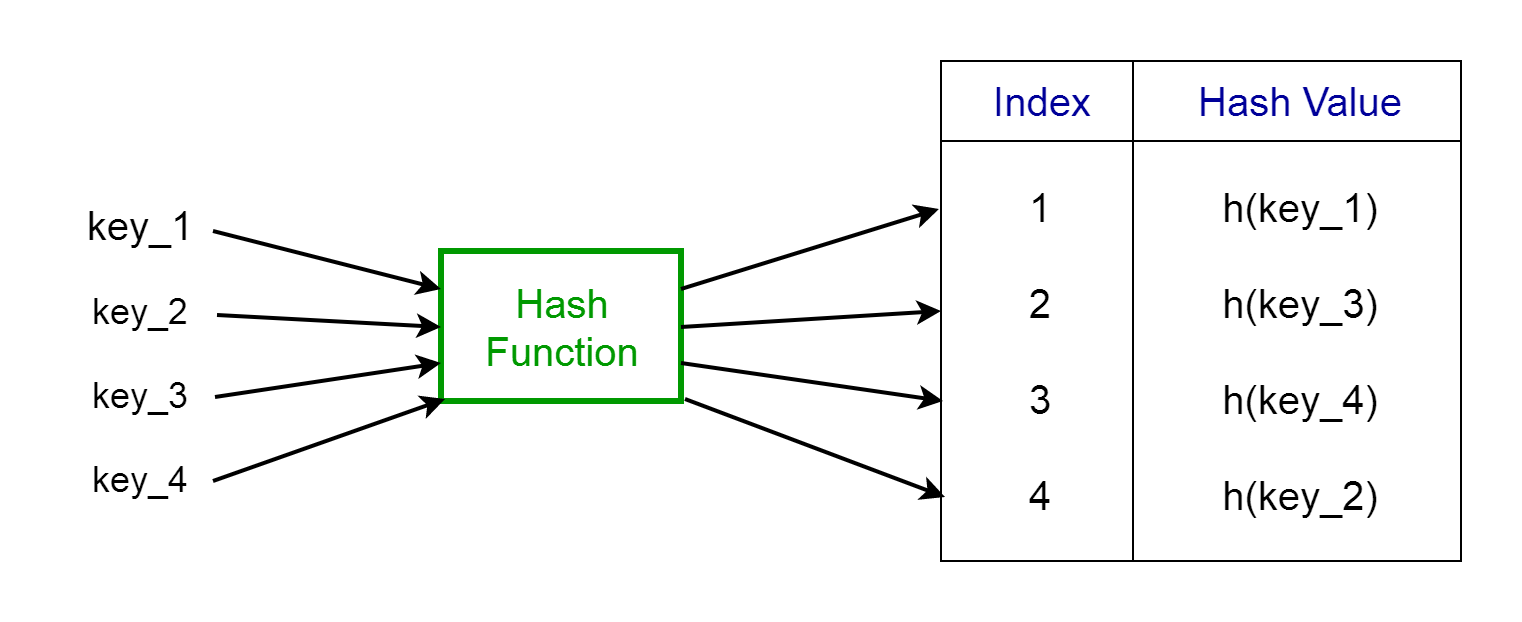 key_1
key_2
key_3
key_4
Hash
Function
Index Hash Value
1 h(key_1)
2 h(key_3)
3 h(key_4)
4 h(key_2)